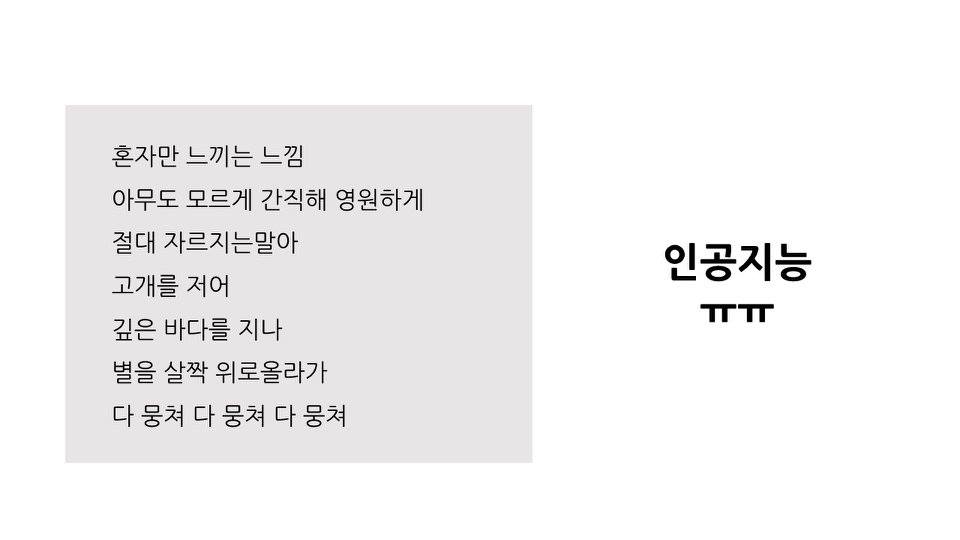 혼자만 느끼는 느낌
아무도 모르게 간직해 영원하게
절대 자르지는말아
고개를 저어
깊은 바다를 지나
별을 살짝 위로올라가
다 뭉쳐 다 뭉쳐 다 뭉쳐
인공지능
ㅠㅠ